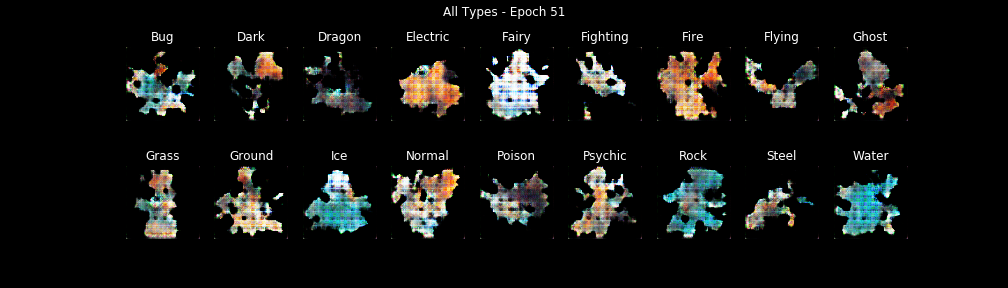 All Types - Epoch 51
Bug Dark Dragon Electric Fairy Fighting Fire Flying Ghost
Grass Ground Ice Normal Poison Psychic Rock Steel Water